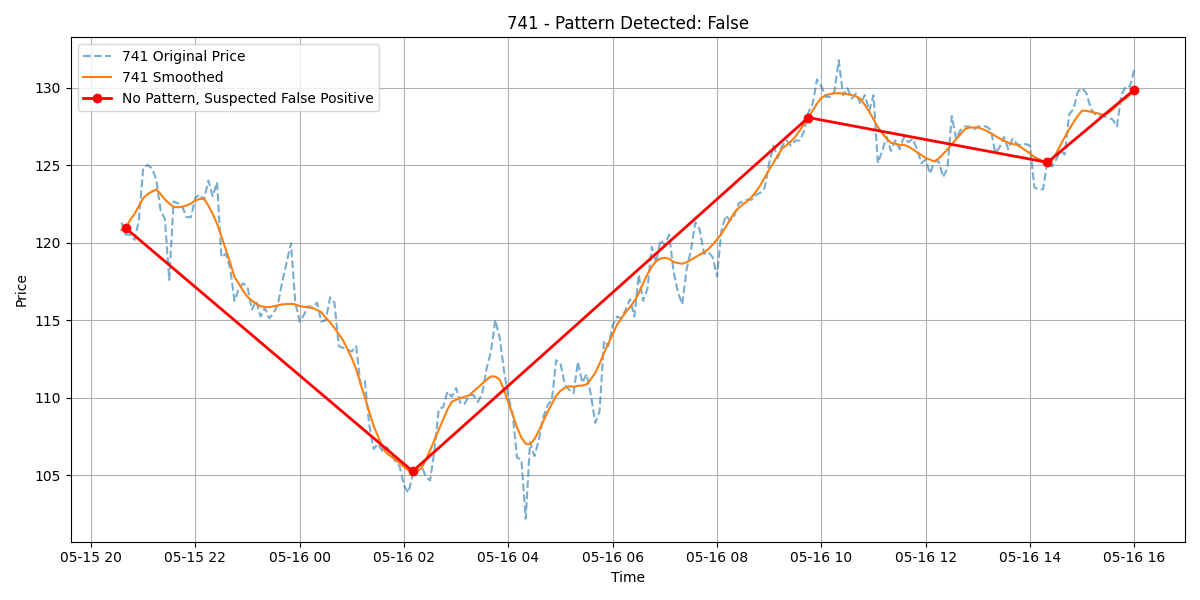 741 - Pattern Detected: False
741 Original Price
741 Smoothed
No Pattern, Suspected False Positive
Price
130
125
120
115
110
105
05-15 20 05-15 22 05-16 00 05-16 02 05-16 04 05-16 06 05-16 08 05-16 10 05-16 12 05-16 14 05-16 16
Time